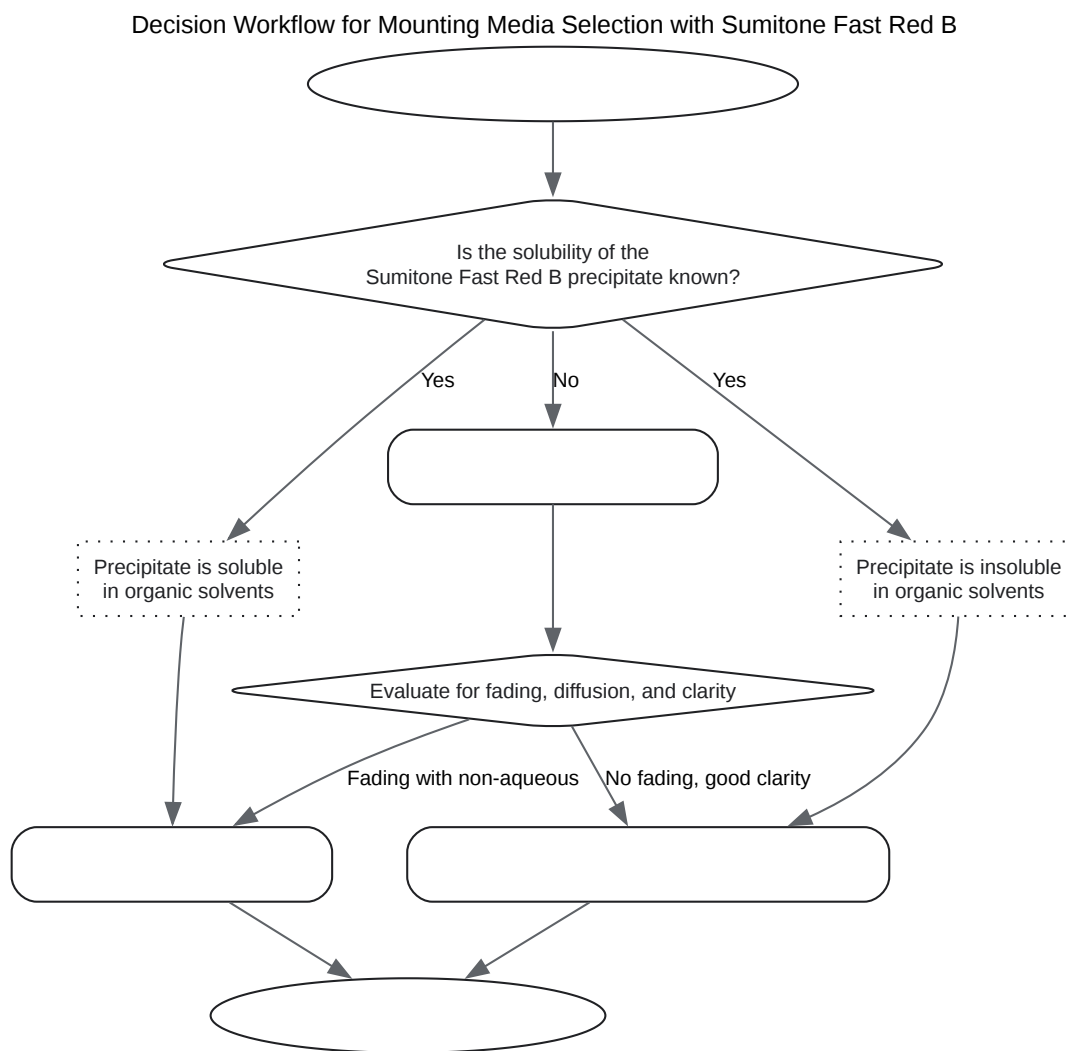 Decision Workflow for Mounting Media Selection with Sumitone Fast Red B
Is the solubility of the
Sumitone Fast Red B precipitate known?
Yes
No
Yes
Precipitate is soluble
in organic solvents
Precipitate is insoluble
in organic solvents
Evaluate for fading, diffusion, and clarity
Fading with non-aqueous
No fading, good clarity